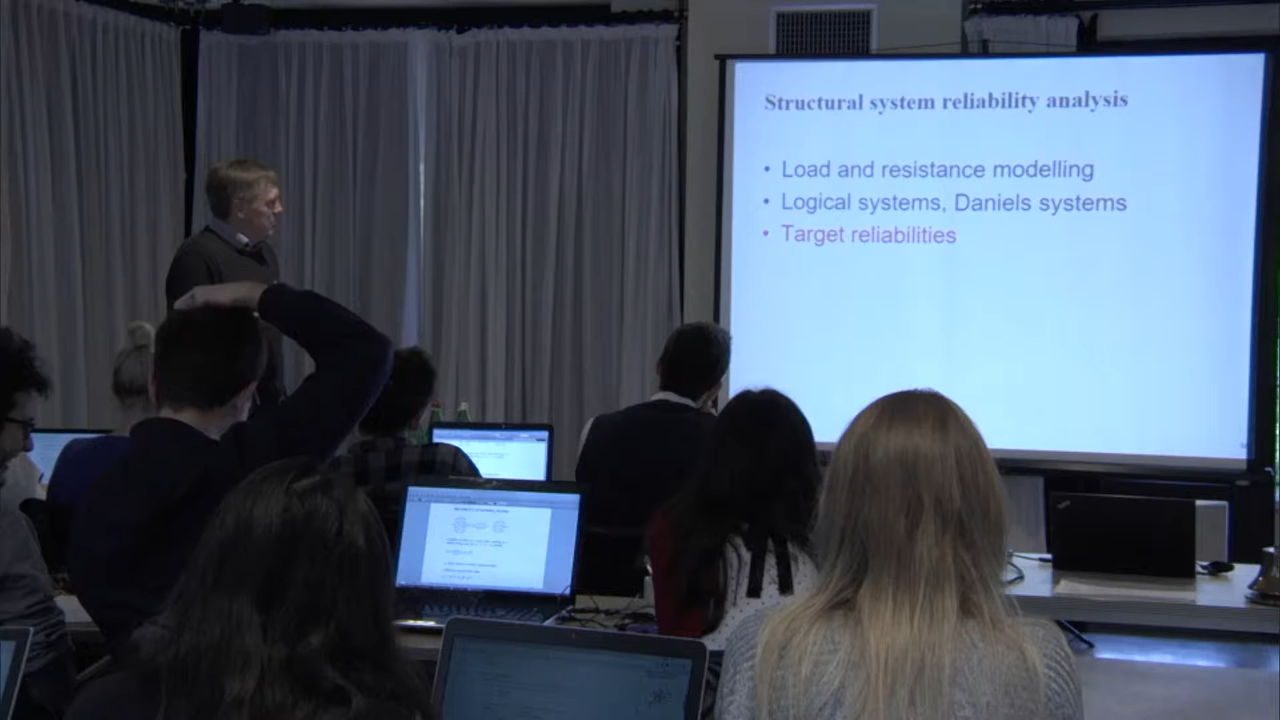 Structural system reliability analysis
• Load and resistance modelling
• Logical systems, Daniels systems
• Target reliabilities